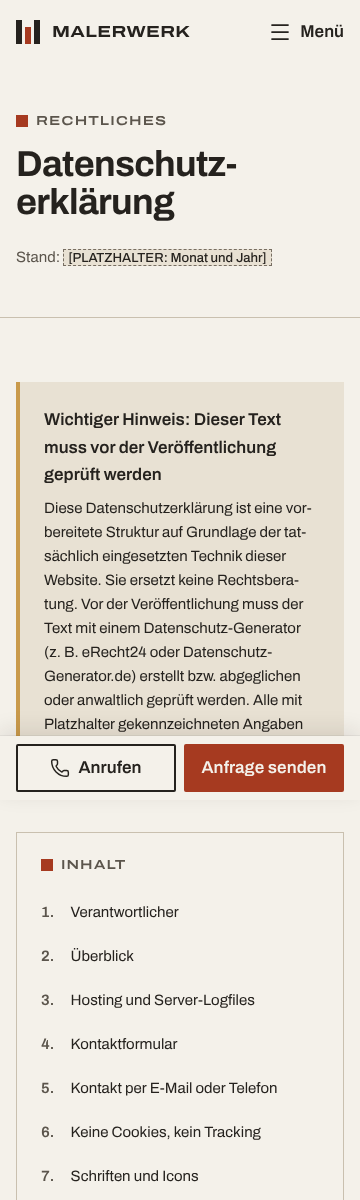 MALERWERK
Menü
RECHTLICHES
Datenschutz-
erklärung
Stand: [PLATZHALTER: Monat und Jahr]
Wichtiger Hinweis: Dieser Text
muss vor der Veröffentlichung
geprüft werden
Diese Datenschutzerklärung ist eine vor-
bereitete Struktur auf Grundlage der tat-
sächlich eingesetzten Technik dieser
Website. Sie ersetzt keine Rechtsbera-
tung. Vor der Veröffentlichung muss der
Text mit einem Datenschutz-Generator
(z. B. eRecht24 oder Datenschutz-
Generator.de) erstellt bzw. abgeglichen
oder anwaltlich geprüft werden. Alle mit
Platzhalter gekennzeichneten Angaben
Anrufen
Anfrage senden
INHALT
1. Verantwortlicher
2. Überblick
3. Hosting und Server-Logfiles
4. Kontaktformular
5. Kontakt per E-Mail oder Telefon
6. Keine Cookies, kein Tracking
7. Schriften und Icons